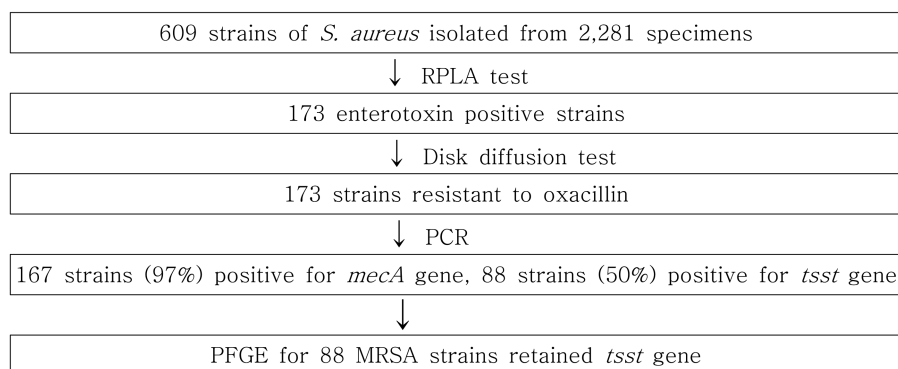 609 strains of S. aureus isolated from 2,281 specimens
RPLA test
173 enterotoxin positive strains
Disk diffusion test
173 strains resistant to oxacillin
PCR
167 strains (97%) positive for mecA gene, 88 strains (50%) positive for tsst gene
PFGE for 88 MRSA strains retained tsst gene